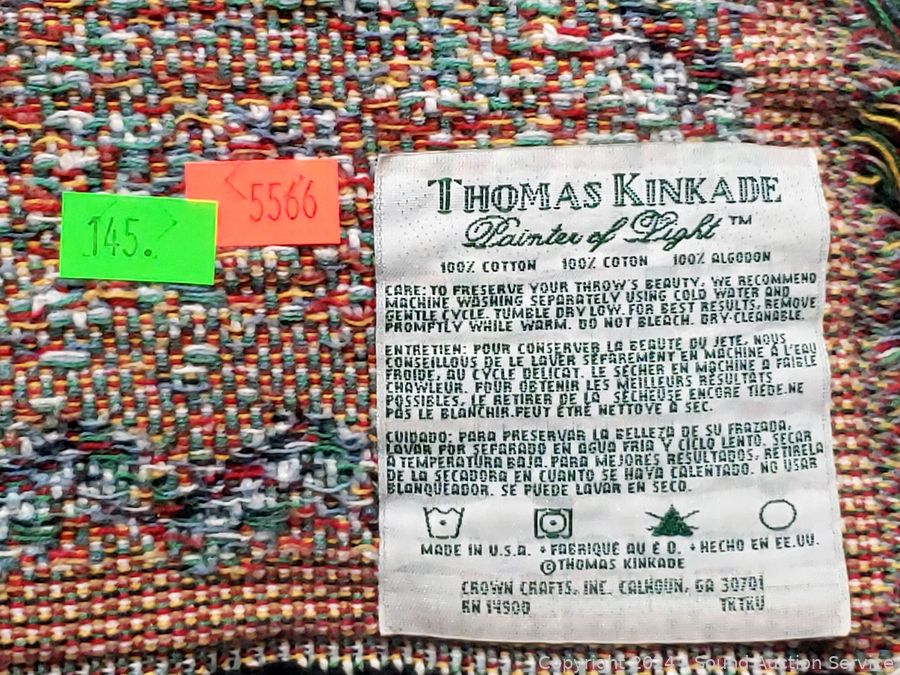 145.
5566
THOMAS KINKADE
Painter of Light™
100% COTTON 100% COTON 100% ALGODON
CARE: TO PRESERVE YOUR THROW'S BEAUTY, WE RECOMMEND
MACHINE WASHING SEPARATELY USING COLD WATER AND
GENTLE CYCLE. TUMBLE DRY LOW. FOR BEST RESULTS, REMOVE
PROMPTLY WHILE WARM. DO NOT BLEACH. DRY-CLEANABLE.
ENTRETIEN: POUR CONSERVER LA BEAUTE DU JETE, NOUS
CONSEILLOUS DE LE LAVER SEPAREMENT EN MACHINE A L'EAU
FROIDE, AU CYCLE DELICAT. LE SECHER EN MACHINE A FAIBLE
CHAWLEUR. POUR OBTENIR LES MEILLEURS RESULTATS
POSSIBLES, LE RETIRER DE LA SECHEUSE ENCORE TIEDE.NE
PAS LE BLANCHIR.PEUT ETRE NETTOYE A SEC.
CUIDADO: PARA PRESERVAR LA BELLEZA DE SU FRAZADA,
LAVAR POR SEPARADO EN AGUA FRIA Y CICLO LENTO. SECAR
A TEMPERATURA BAJA. PARA MEJORES RESULTADOS, RETIRELA
DE LA SECADORA EN CUANTO SE HAYA CALENTADO. NO USAR
BLANQUEADOR. SE PUEDE LAVAR EN SECO.
MADE IN U.S.A. • FABRIQUE AU E U. • HECHO EN EE.UU.
©THOMAS KINKADE
CROWN CRAFTS, INC. CALHOUN, GA 30701
RN 14900 TKTKU
Copyright 2024 - Sound Auction Service